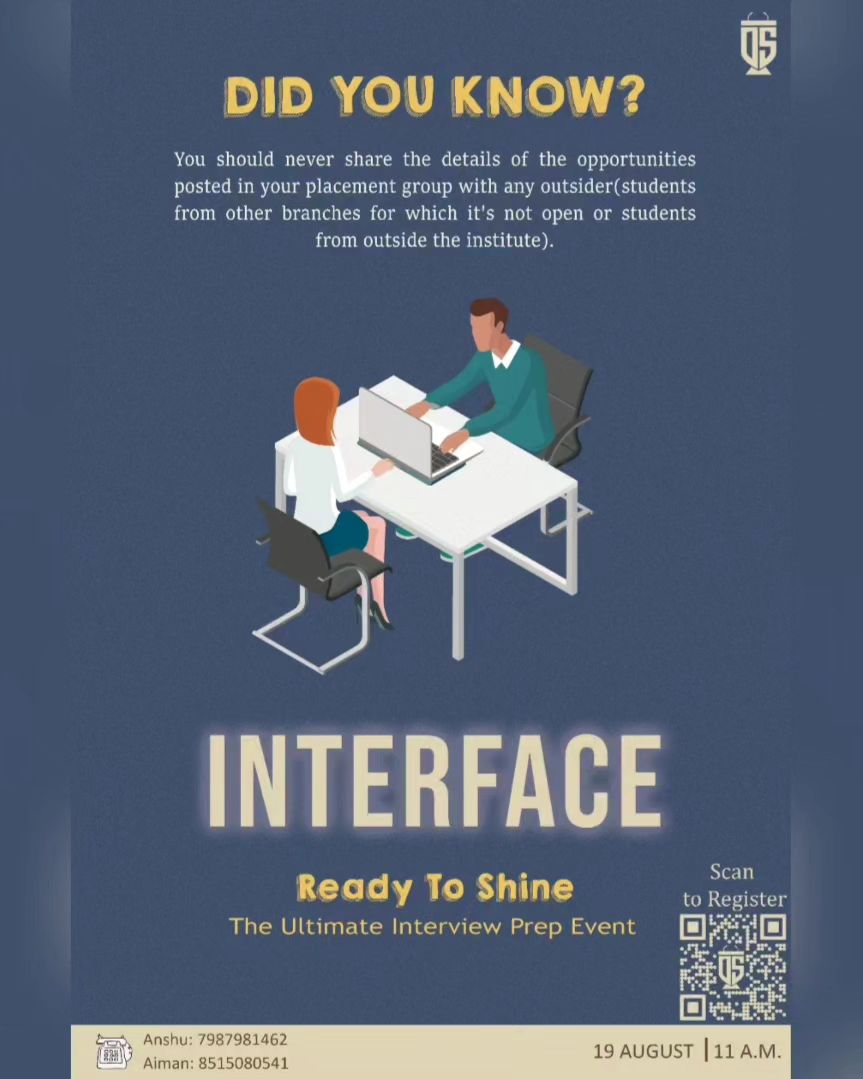 DS
DID YOU KNOW?
You should never share the details of the opportunities
posted in your placement group with any outsider(students
from other branches for which it's not open or students
from outside the institute).
INTERFACE
Ready To Shine
The Ultimate Interview Prep Event
Scan
to Register
DS
Anshu: 7987981462
Aiman: 8515080541
19 AUGUST | 11 A.M.